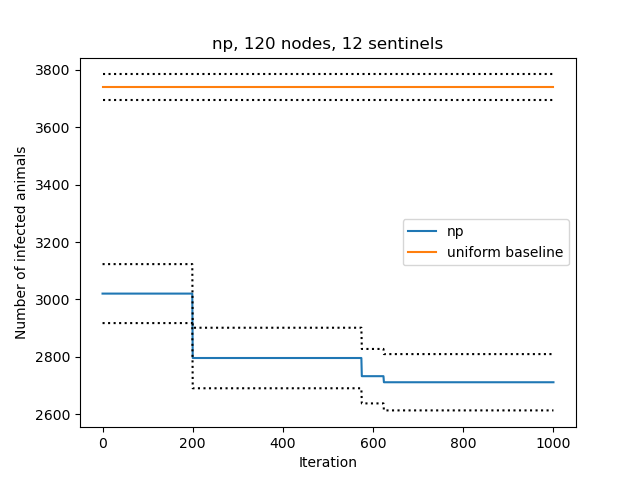 np, 120 nodes, 12 sentinels
Number of infected animals
3800
3600
3400
3200
3000
2800
2600
np
uniform baseline
0 200 400 600 800 1000
Iteration